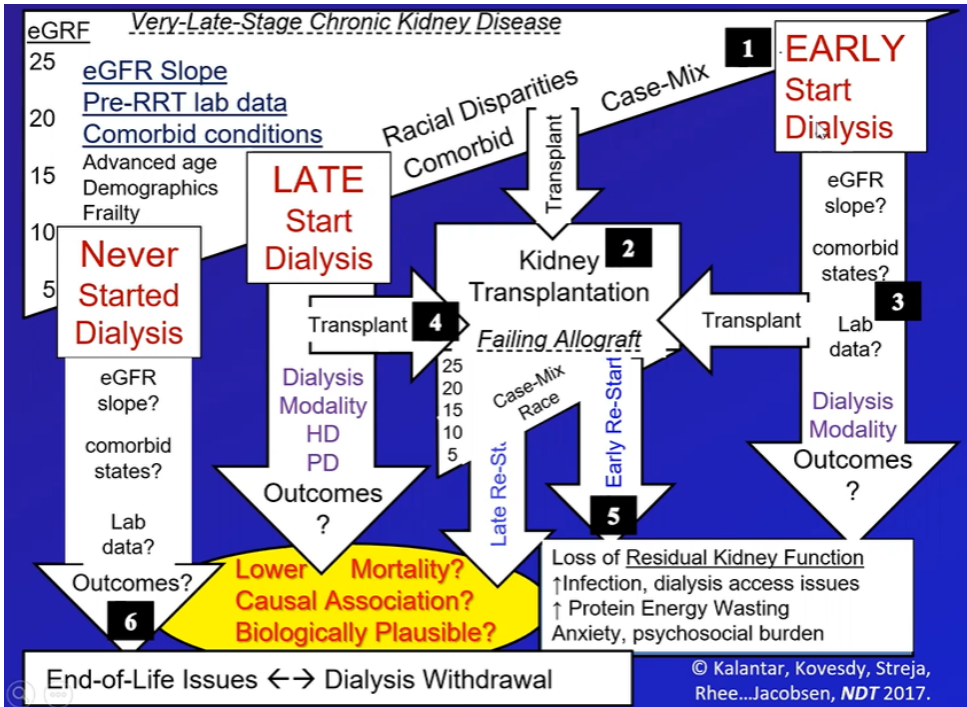 Very-Late-Stage Chronic Kidney Disease
eGRF
25
20
15
10
5
eGFR Slope
Pre-RRT lab data
Comorbid conditions
Advanced age
Demographics
Frailty
Racial Disparities
Comorbid
Case-Mix
1
EARLY
Start
Dialysis
LATE
Start
Dialysis
Never
Started
Dialysis
Transplant
2
Kidney
Transplantation
Failing Allograft
25
20
15
10
5
Case-Mix
Race
Late Re-St.
Early Re-Start
Transplant
4
Transplant
eGFR
slope?
comorbid
states?
3
Lab
data?
Dialysis
Modality
Outcomes
?
Dialysis
Modality
HD
PD
Outcomes
?
eGFR
slope?
comorbid
states?
Lab
data?
Outcomes?
6
5
Lower Mortality?
Causal Association?
Biologically Plausible?
Loss of Residual Kidney Function
↑Infection, dialysis access issues
↑ Protein Energy Wasting
Anxiety, psychosocial burden
End-of-Life Issues ←→ Dialysis Withdrawal
© Kalantar, Kovesdy, Streja,
Rhee...Jacobsen, NDT 2017.